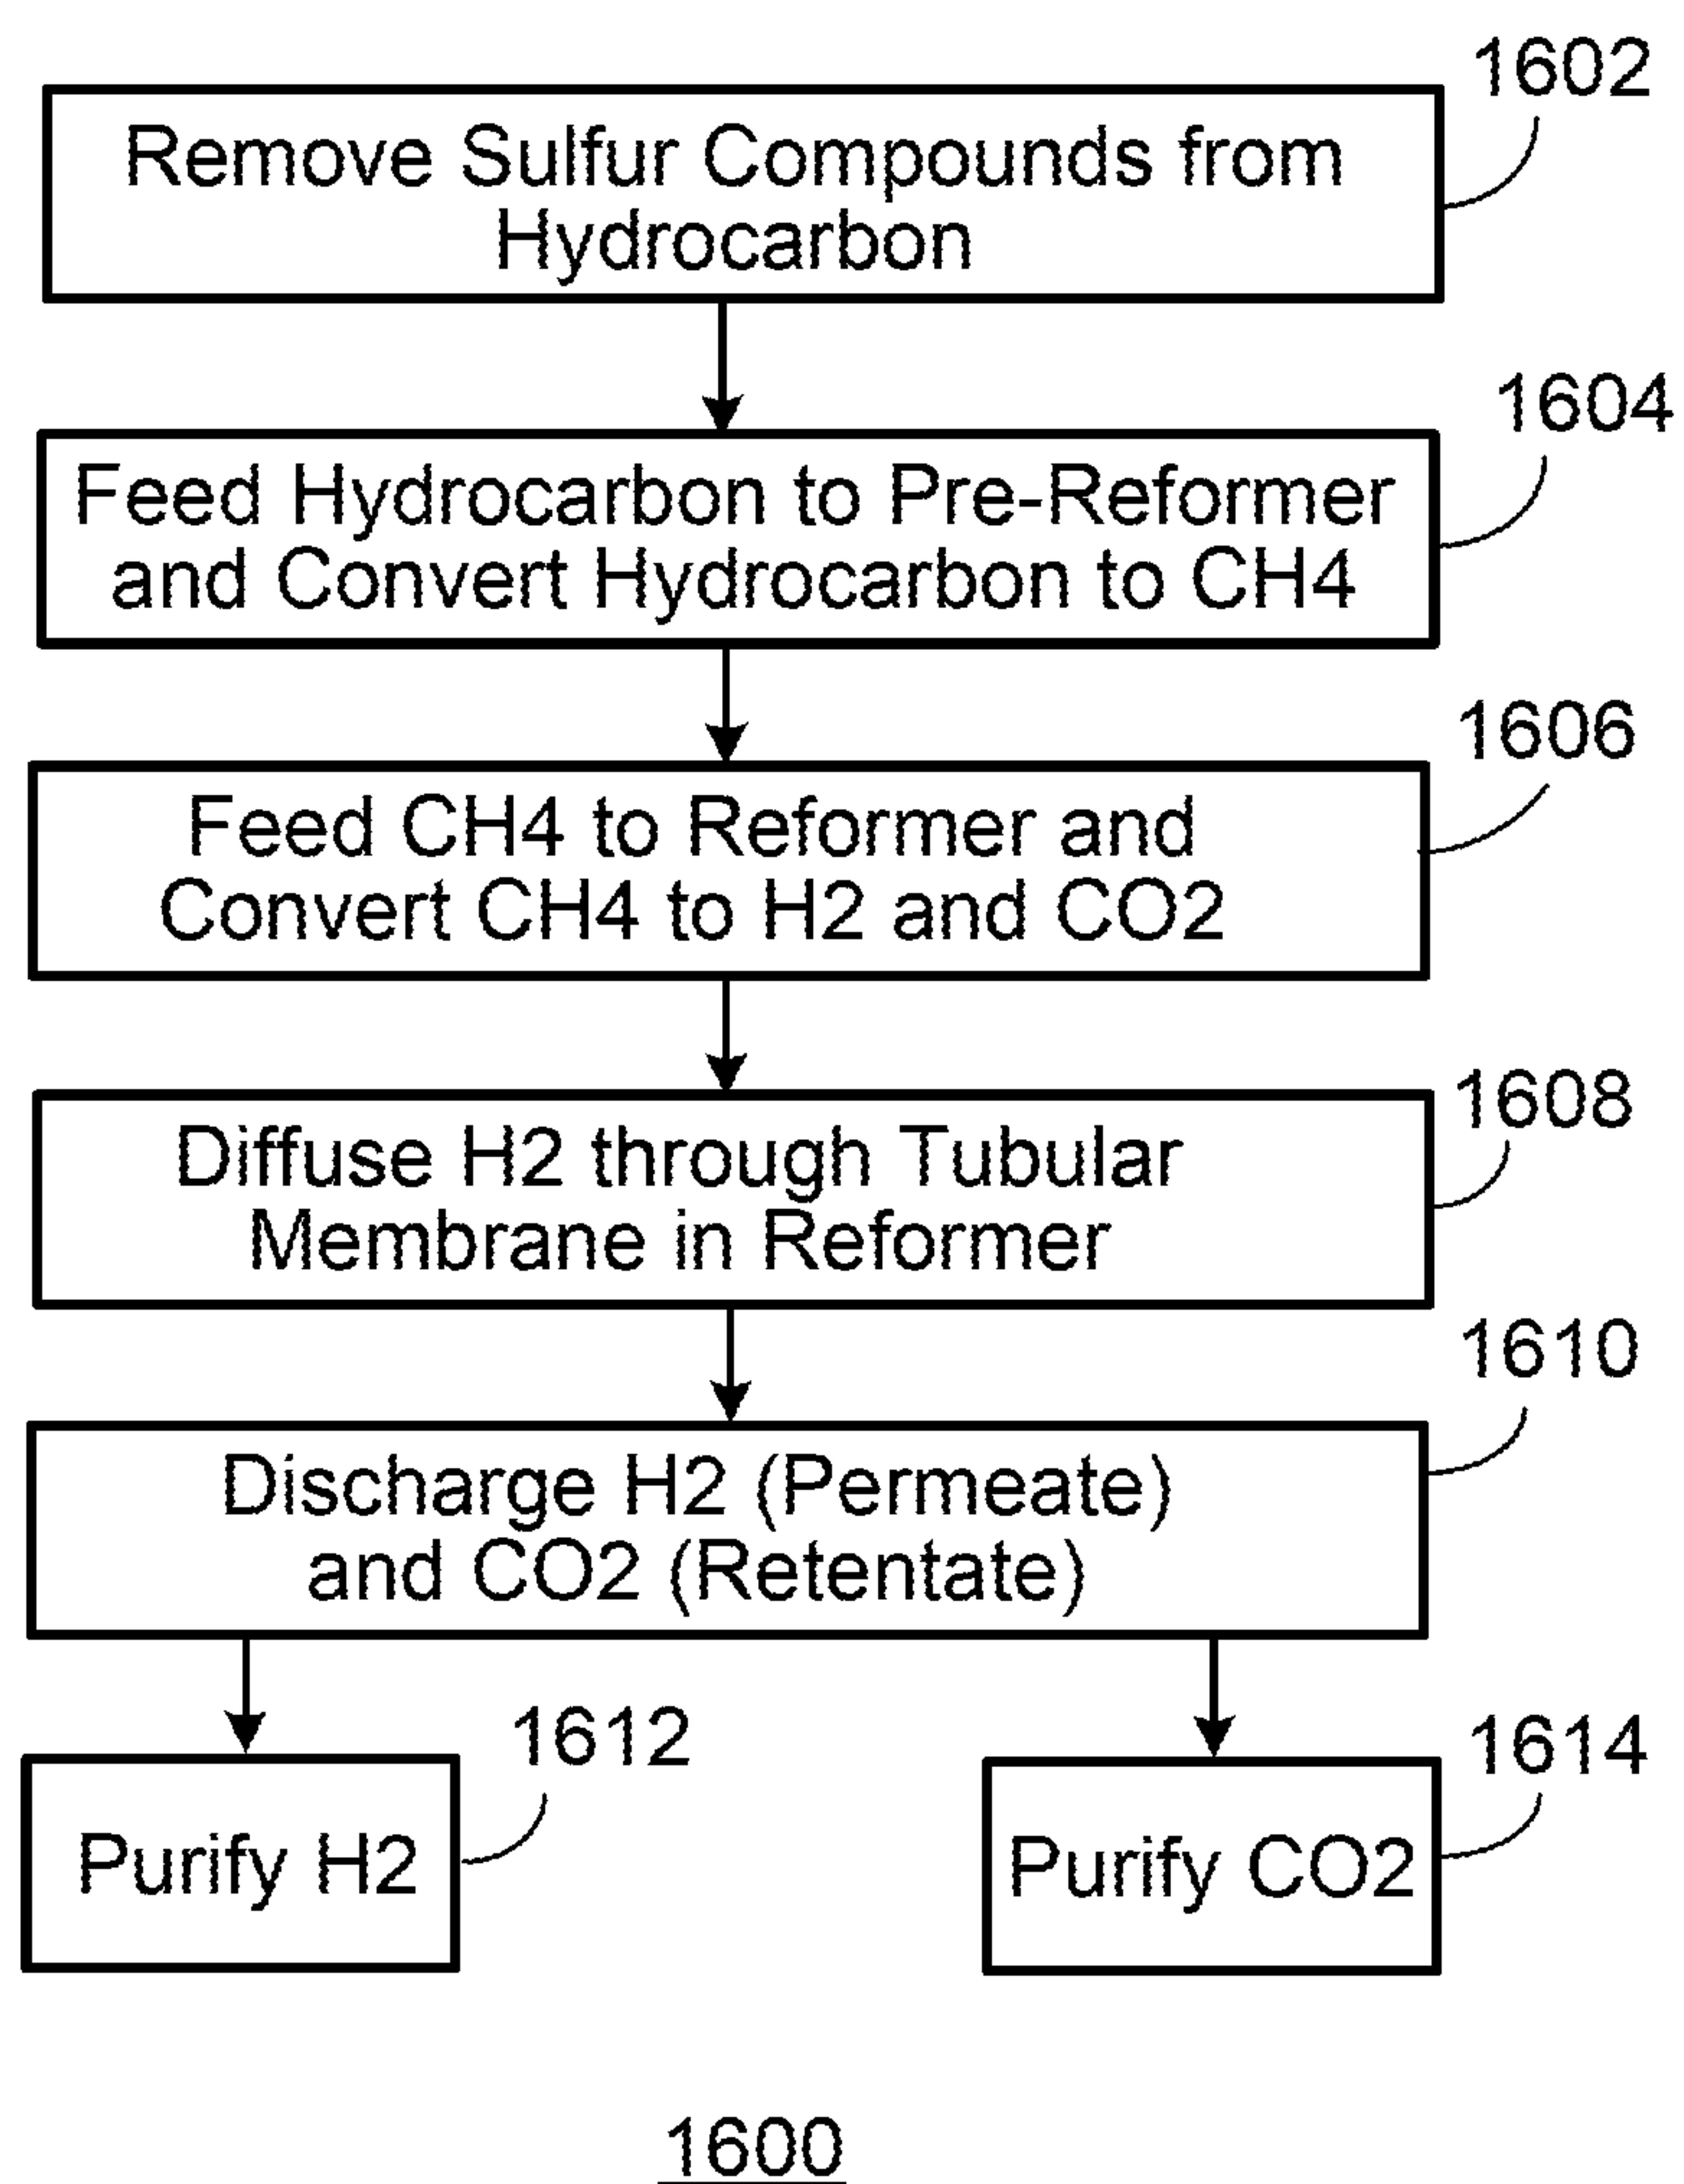 1602
Remove Sulfur Compounds from
Hydrocarbon
1604
Feed Hydrocarbon to Pre-Reformer
and Convert Hydrocarbon to CH4
1606
Feed CH4 to Reformer and
Convert CH4 to H2 and CO2
1608
Diffuse H2 through Tubular
Membrane in Reformer
1610
Discharge H2 (Permeate)
and CO2 (Retentate)
1612
Purify H2
1614
Purify CO2
1600